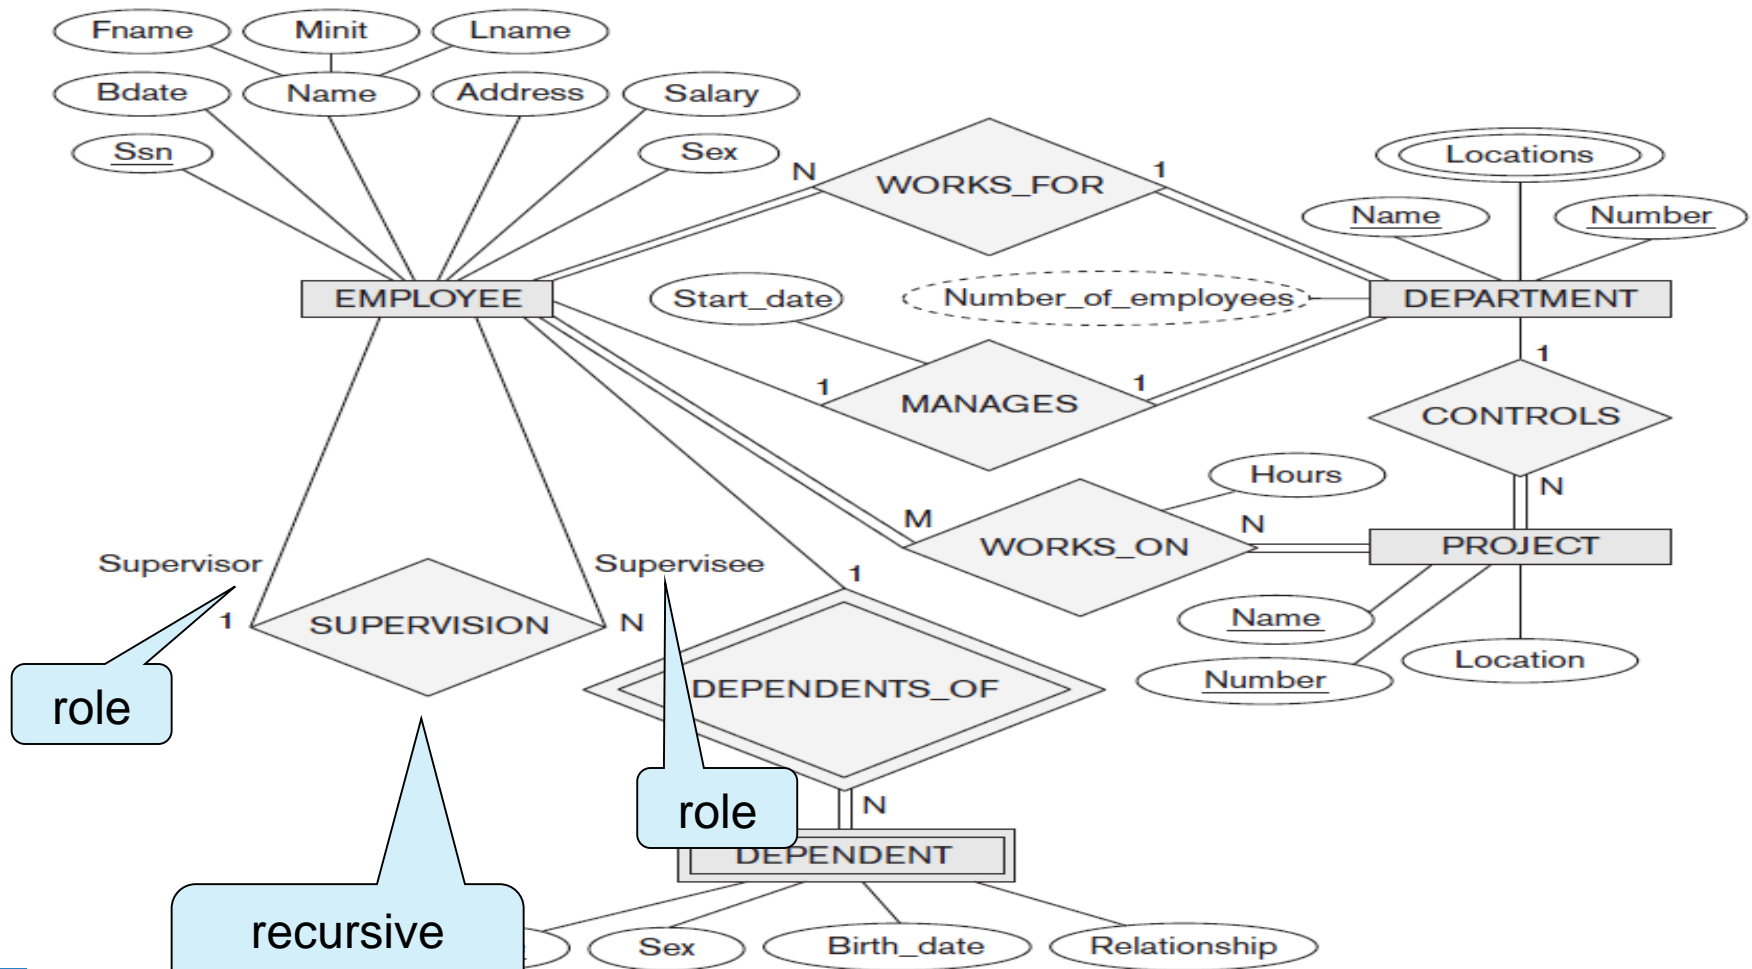 Fname Minit Lname
Bdate Name Address Salary
Ssn Sex
N WORKS_FOR 1
Locations
Name Number
EMPLOYEE Start_date Number_of_employees DEPARTMENT
1 MANAGES 1
1
CONTROLS
N
Hours
M WORKS_ON N PROJECT
Supervisor Supervisee 1
1 SUPERVISION N
Name
Number Location
role DEPENDENTS_OF
role N
DEPENDENT
recursive Sex Birth_date Relationship